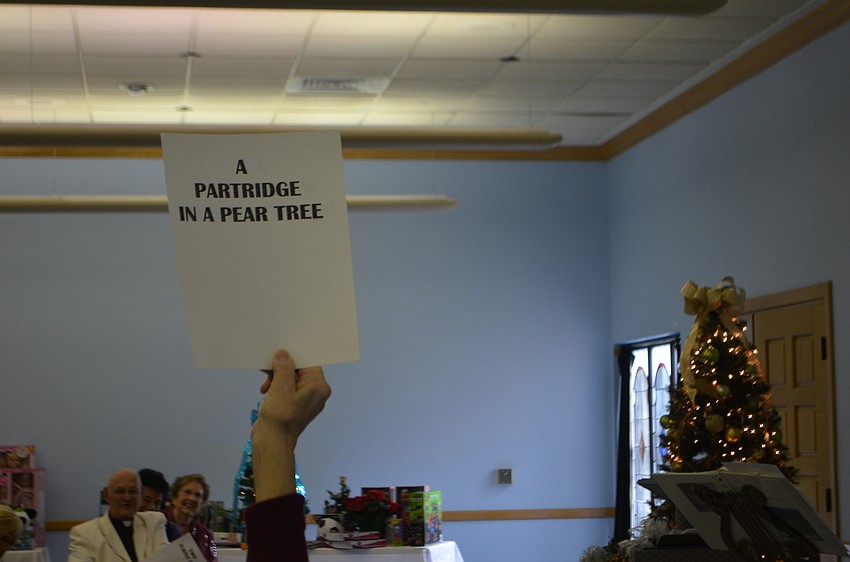 A
PARTRIDGE
IN A PEAR TREE